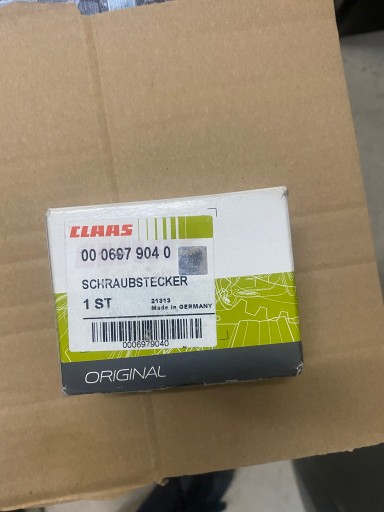 CLAAS
00 0697 904 0
SCHRAUBSTECKER
1 ST
21313
Made in GERMANY
0006979040
ORIGINAL